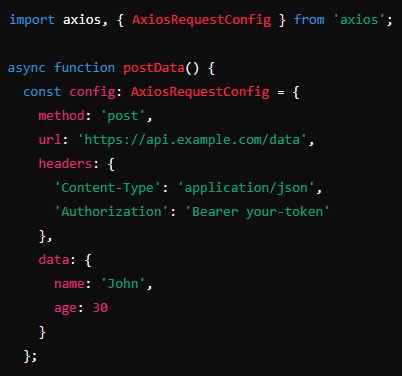 import axios, { AxiosRequestConfig } from 'axios';
async function postData() {
const config: AxiosRequestConfig = {
method: 'post',
url: 'https://api.example.com/data',
headers: {
'Content-Type': 'application/json',
'Authorization': 'Bearer your-token'
},
data: {
name: 'John',
age: 30
}
};